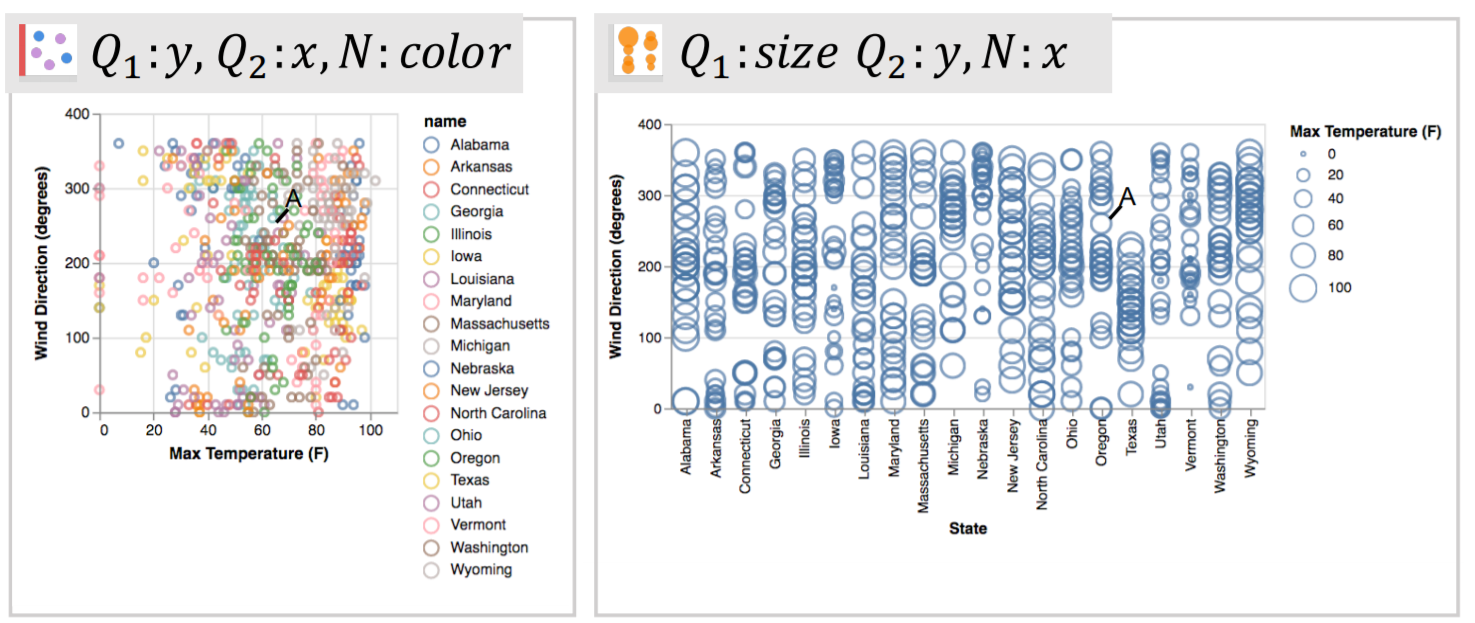 Q₁:y, Q₂:x, N:color
400
300
200
100
0
Wind Direction (degrees)
A
0 20 40 60 80 100
Max Temperature (F)
name
Alabama
Arkansas
Connecticut
Georgia
Illinois
Iowa
Louisiana
Maryland
Massachusetts
Michigan
Nebraska
New Jersey
North Carolina
Ohio
Oregon
Texas
Utah
Vermont
Washington
Wyoming
Q₁:size Q₂:y, N:x
400
300
200
100
0
Wind Direction (degrees)
A
Alabama
Arkansas
Connecticut
Georgia
Illinois
Iowa
Louisiana
Maryland
Massachusetts
Michigan
Nebraska
New Jersey
North Carolina
Ohio
Oregon
Texas
Utah
Vermont
Washington
Wyoming
State
Max Temperature (F)
0
20
40
60
80
100